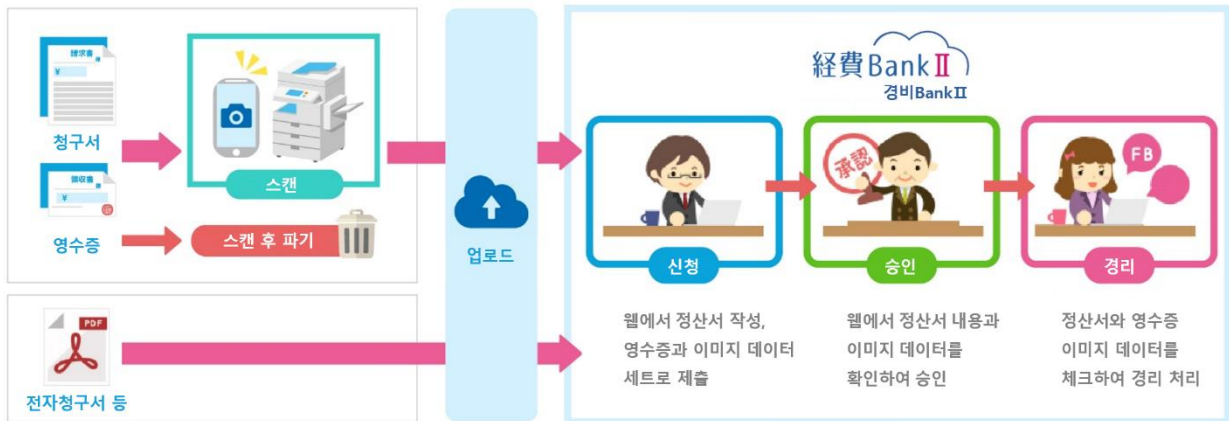 請求書
¥
청구서
領収書
¥
영수증
스캔
스캔 후 파기
PDF
전자청구서 등
업로드
経費BankⅡ
경비BankⅡ
承認
FB
신청
승인
경리
웹에서 정산서 작성,
영수증과 이미지 데이터
세트로 제출
웹에서 정산서 내용과
이미지 데이터를
확인하여 승인
정산서와 영수증
이미지 데이터를
체크하여 경리 처리